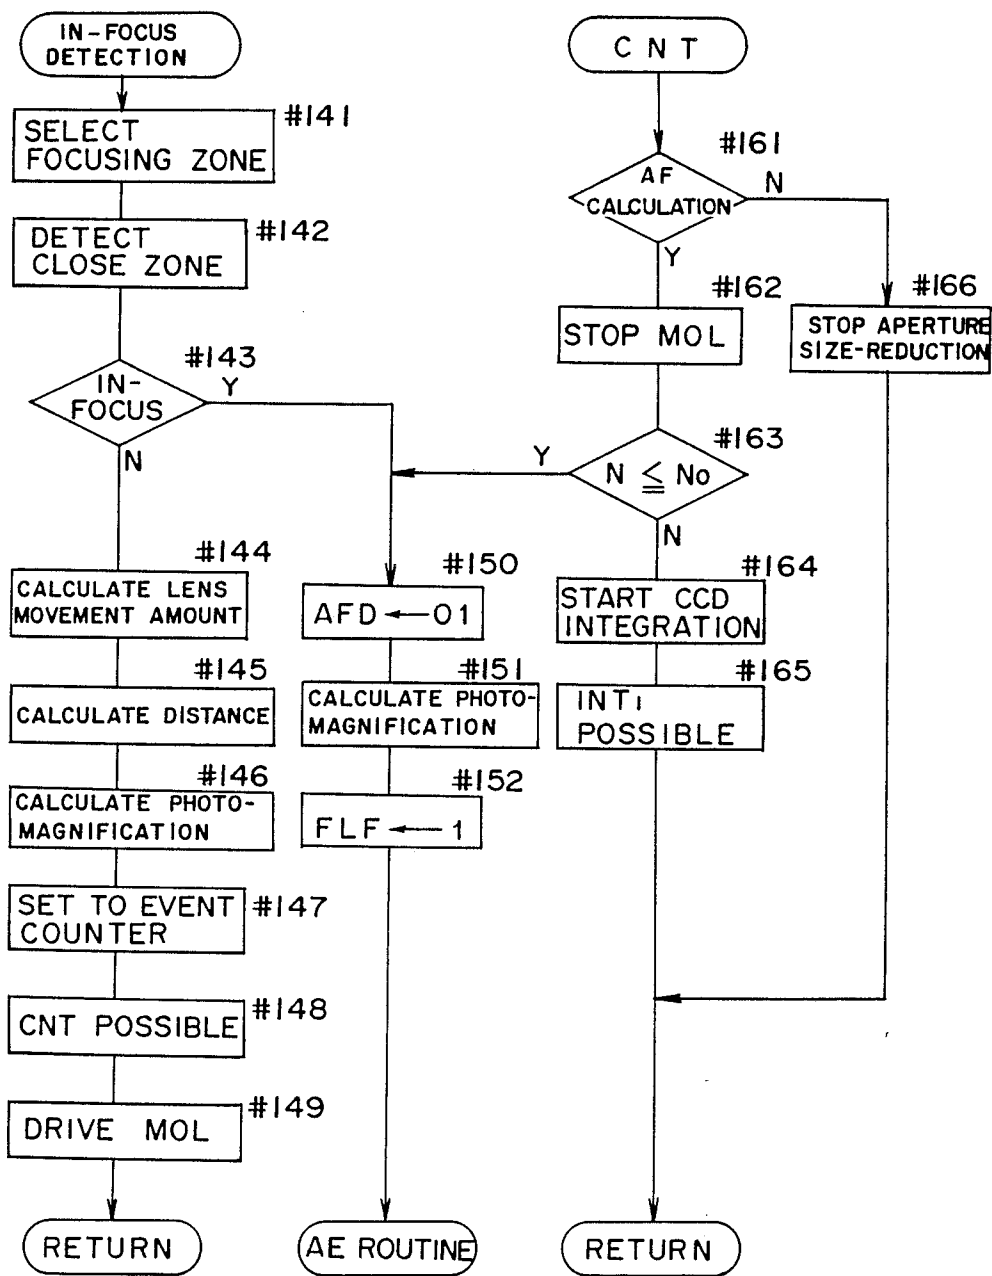 IN-FOCUS
DETECTION
#141
SELECT
FOCUSING ZONE
#142
DETECT
CLOSE ZONE
#143
IN-
FOCUS
Y
N
#144
CALCULATE LENS
MOVEMENT AMOUNT
#145
CALCULATE DISTANCE
#146
CALCULATE PHOTO-
MAGNIFICATION
SET TO EVENT
COUNTER
#147
CNT POSSIBLE
#148
DRIVE MOL
#149
RETURN
#150
AFD ← 01
#151
CALCULATE PHOTO-
MAGNIFICATION
#152
FLF ← 1
AE ROUTINE
CNT
#161
AF
CALCULATION
N
Y
#162
STOP MOL
#163
N ≦ No
Y
N
#164
START CCD
INTEGRATION
#165
INT1
POSSIBLE
RETURN
#166
STOP APERTURE
SIZE-REDUCTION